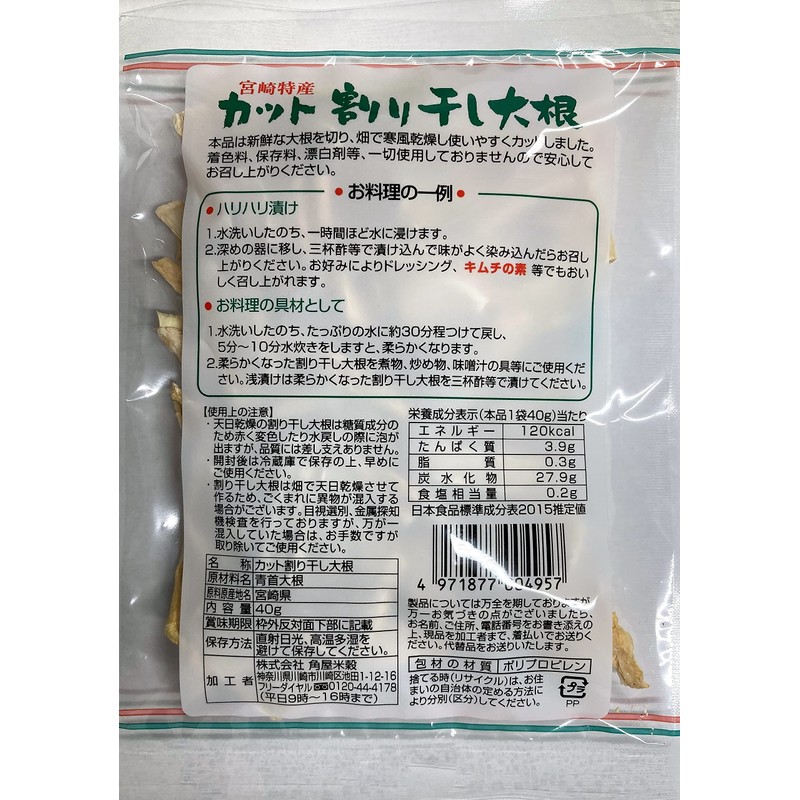 宮崎特産
カット割り干し大根
本品は新鮮な大根を切り、畑で寒風乾燥し使いやすくカットしました。
着色料、保存料、漂白剤等、一切使用しておりませんので安心して
お召し上がりください。
●お料理の一例●
●ハリハリ漬け
1.水洗いしたのち、一時間ほど水に浸けます。
2.深めの器に移し、三杯酢等で漬け込んで味がよく染み込んだらお召し
上がりください。お好みによりドレッシング、キムチの素 等でもおい
しく召し上がれます。
●お料理の具材として
1.水洗いしたのち、たっぷりの水に約30分程つけて戻し、
5分〜10分水炊きをしますと、柔らかくなります。
2.柔らかくなった割り干し大根を煮物、炒め物、味噌汁の具等にご使用くだ
さい。浅漬けは柔らかくなった割り干し大根を三杯酢等で漬けてください。
【使用上の注意】
・天日乾燥の割り干し大根は糖質成分の
ため赤く変色したり水戻しの際に泡が
出ますが、品質には差し支えありません。
・開封後は冷蔵庫で保存の上、早めに
ご使用ください。
・割り干し大根は畑で天日乾燥させて
作るため、ごくまれに異物が混入する
場合がございます。目視選別、金属探知
機検査を行っておりますが、万が一
混入していた場合は、お手数ですが
取り除いてご使用ください。
名称 カット割り干し大根
原材料名 青首大根
原料原産地名 宮崎県
内容量 40g
賞味期限 枠外反対面下部に記載
保存方法 直射日光、高温多湿を
避けて保存してください。
加工者 株式会社 角屋米穀
神奈川県川崎市川崎区池田1-12-16
フリーダイヤル 0120-44-4178
(平日9時〜16時まで)
栄養成分表示(本品1袋40g)当たり
エネルギー 120kcal
たんぱく質 3.9g
脂質 0.3g
炭水化物 27.9g
食塩相当量 0.2g
日本食品標準成分表2015推定値
4 971877 004957
製品については万全を期しておりますが
万一お気づきの点がございましたら、
お名前、ご住所、電話番号をお書き添えの
上、現品を加工者まで、着払いでお送りく
ださい。代替品をお送りいたします。
包材の材質 ポリプロピレン
捨てる時(リサイクル)は、お住
まいの自治体の定める方法に
より分別(区分)してください。
プラ
PP